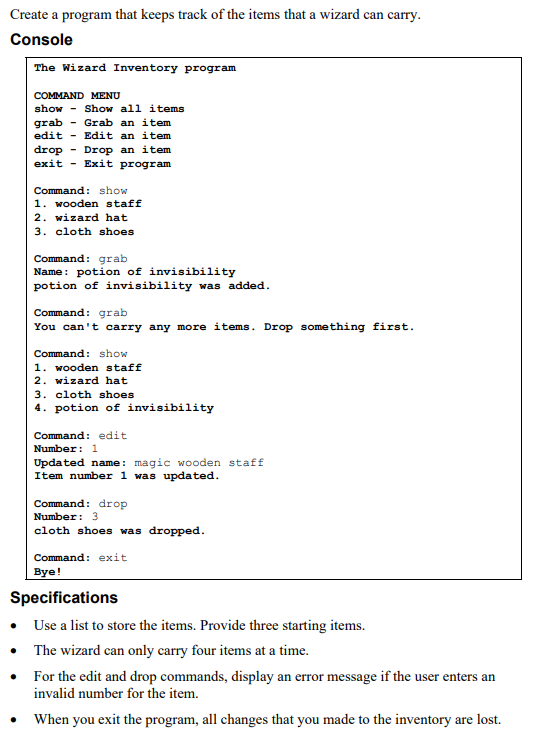 Create a program that keeps track of the items that a wizard can carry.
Console
The Wizard Inventory program
COMMAND MENU
show - Show all items
grab - Grab an item
edit - Edit an item
drop - Drop an item
exit - Exit program
Command: show
1. wooden staff
2. wizard hat
3. cloth shoes
Command: grab
Name: potion of invisibility
potion of invisibility was added.
Command: grab
You can't carry any more items. Drop something first.
Command: show
1. wooden staff
2. wizard hat
3. cloth shoes
4. potion of invisibility
Command: edit
Number: 1
Updated name: magic wooden staff
Item number 1 was updated.
Command: drop
Number: 3
cloth shoes was dropped.
Command: exit
Bye!
Specifications
• Use a list to store the items. Provide three starting items.
• The wizard can only carry four items at a time.
• For the edit and drop commands, display an error message if the user enters an
invalid number for the item.
• When you exit the program, all changes that you made to the inventory are lost.